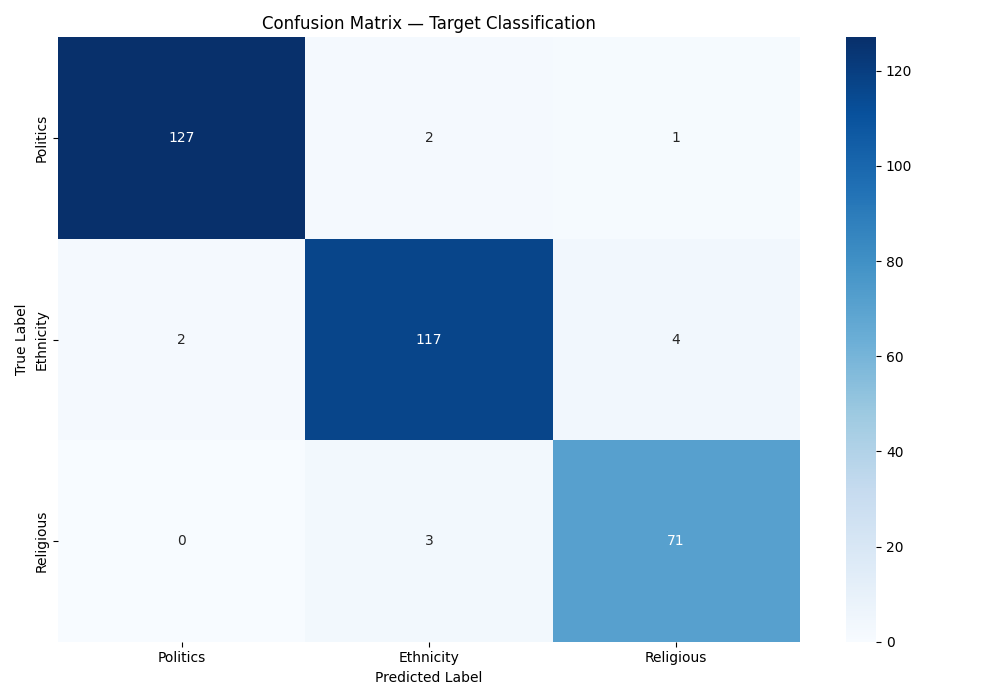 Confusion Matrix — Target Classification
True Label
Politics
Ethnicity
Religious
127 2 1
2 117 4
0 3 71
Politics Ethnicity Religious
Predicted Label
120
100
80
60
40
20
0